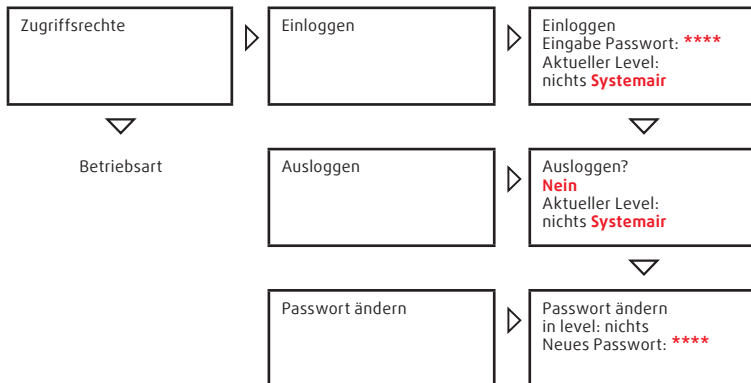 Zugriffsrechte
Einloggen
Einloggen
Eingabe Passwort: ****
Aktueller Level:
nichts Systemair
Betriebsart
Ausloggen
Ausloggen?
Nein
Aktueller Level:
nichts Systemair
Passwort ändern
Passwort ändern
in level: nichts
Neues Passwort: ****